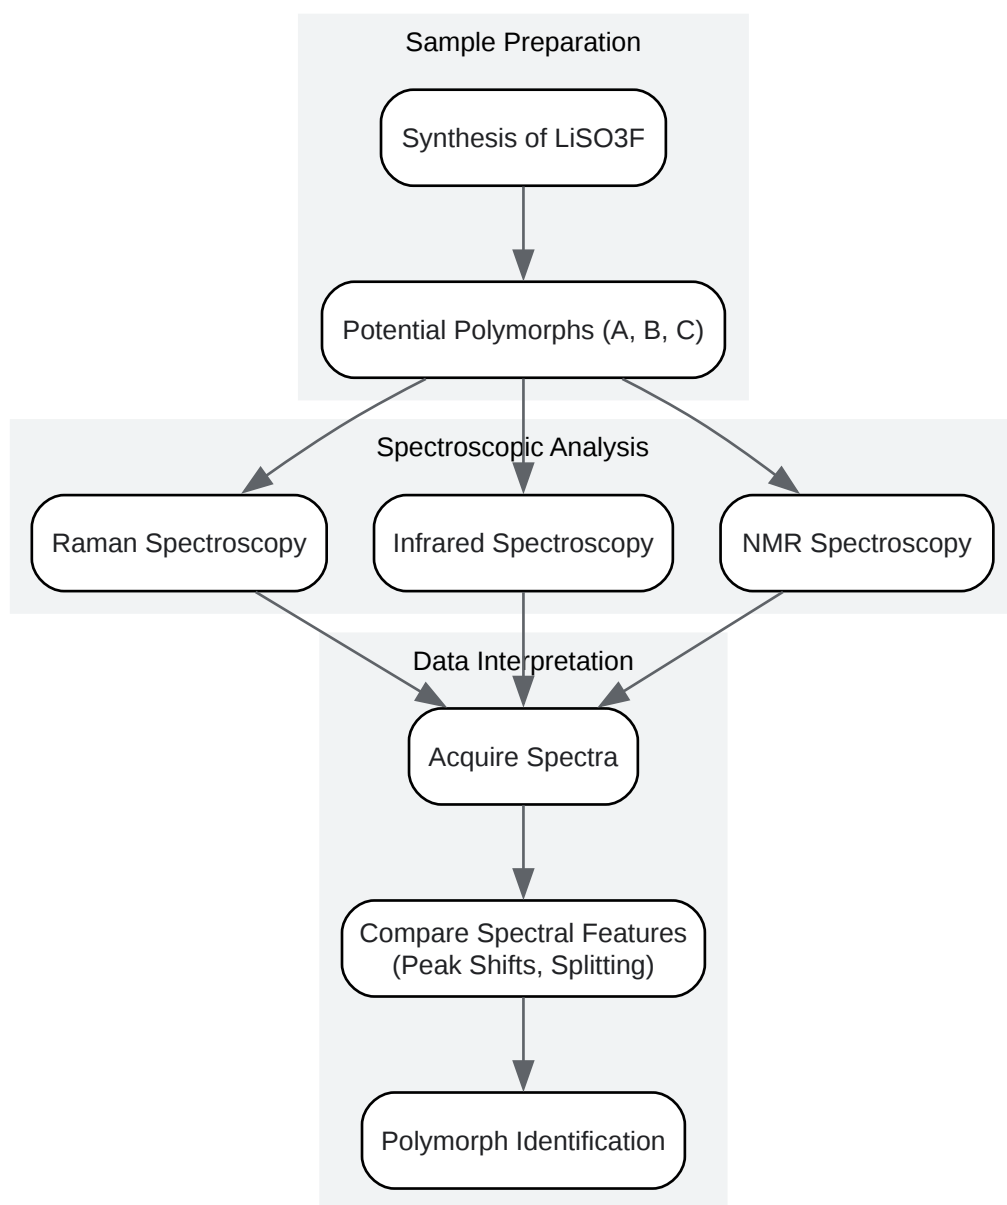 Sample Preparation
Synthesis of LiSO3F
Potential Polymorphs (A, B, C)
Spectroscopic Analysis
Raman Spectroscopy
Infrared Spectroscopy
NMR Spectroscopy
Data Interpretation
Acquire Spectra
Compare Spectral Features
(Peak Shifts, Splitting)
Polymorph Identification